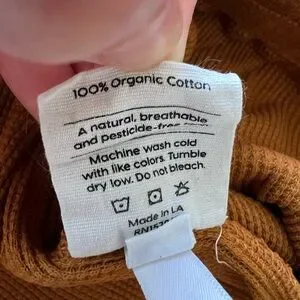 100% Organic Cotton
A natural, breathable
and pesticide-free
Machine wash cold
with like colors. Tumble
dry low. Do not bleach.
Made in LA